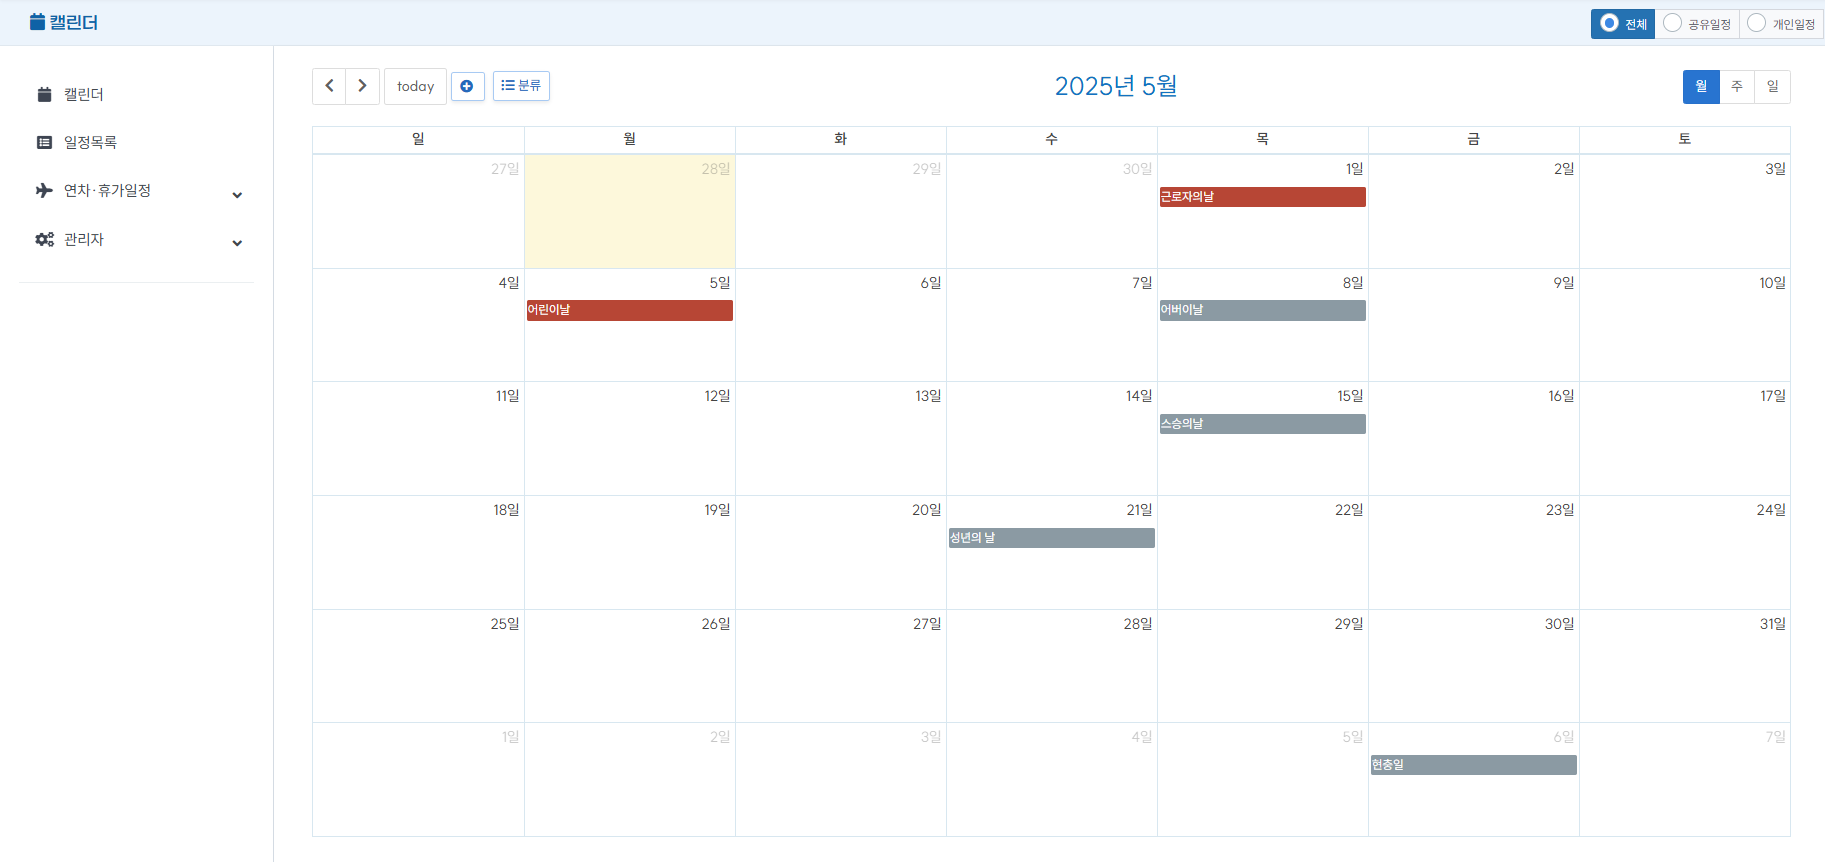 캘린더
전체 공유일정 개인일정
캘린더
일정목록
연차·휴가일정
관리자
today 분류
2025년 5월
월 주 일
일 월 화 수 목 금 토
27일 28일 29일 30일 1일 2일 3일
근로자의날
4일 5일 6일 7일 8일 9일 10일
어린이날 어버이날
11일 12일 13일 14일 15일 16일 17일
스승의날
18일 19일 20일 21일 22일 23일 24일
성년의 날
25일 26일 27일 28일 29일 30일 31일
1일 2일 3일 4일 5일 6일 7일
현충일